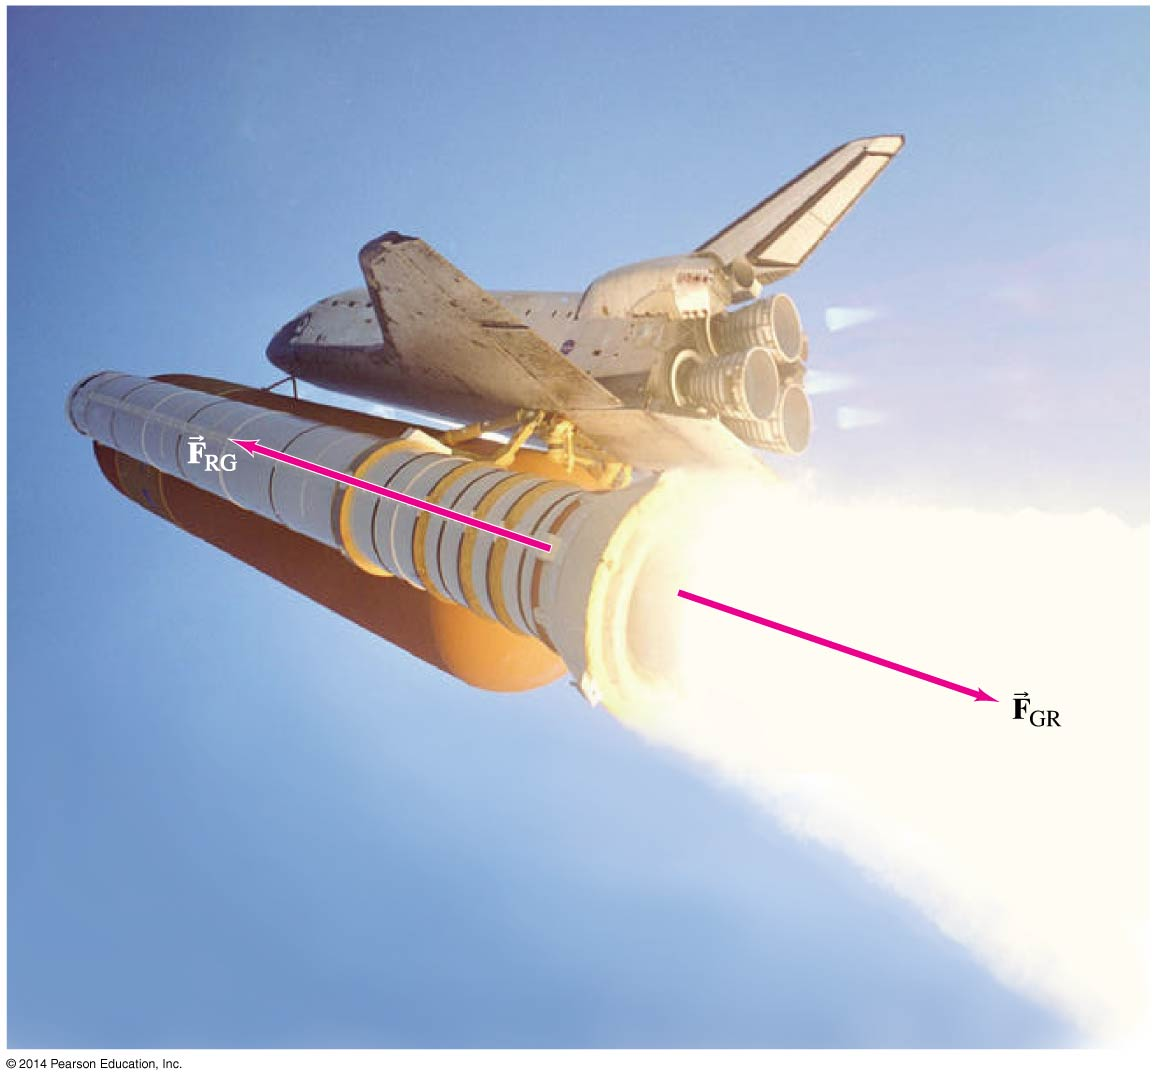 F⃗RG
F⃗GR
© 2014 Pearson Education, Inc.